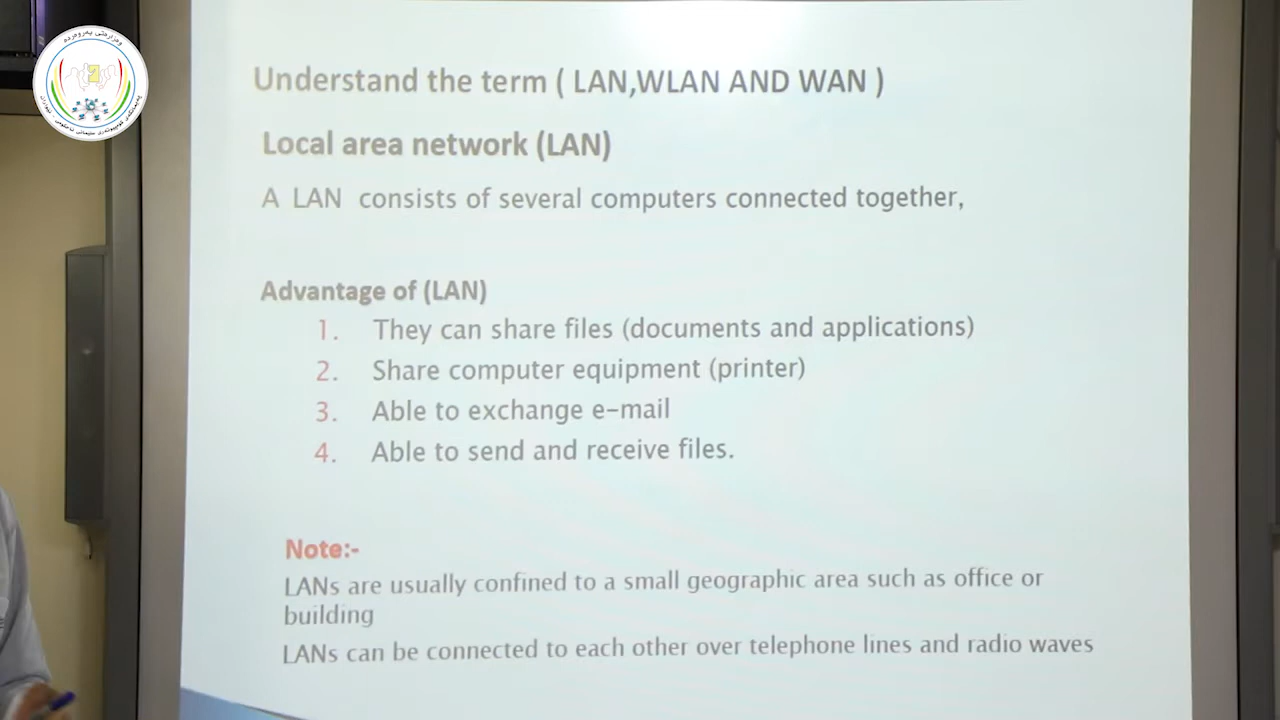 وەزارەتی پەروەردە
Understand the term ( LAN,WLAN AND WAN )
Local area network (LAN)
A LAN consists of several computers connected together,
Advantage of (LAN)
1. They can share files (documents and applications)
2. Share computer equipment (printer)
3. Able to exchange e-mail
4. Able to send and receive files.
Note:-
LANs are usually confined to a small geographic area such as office or
building
LANs can be connected to each other over telephone lines and radio waves